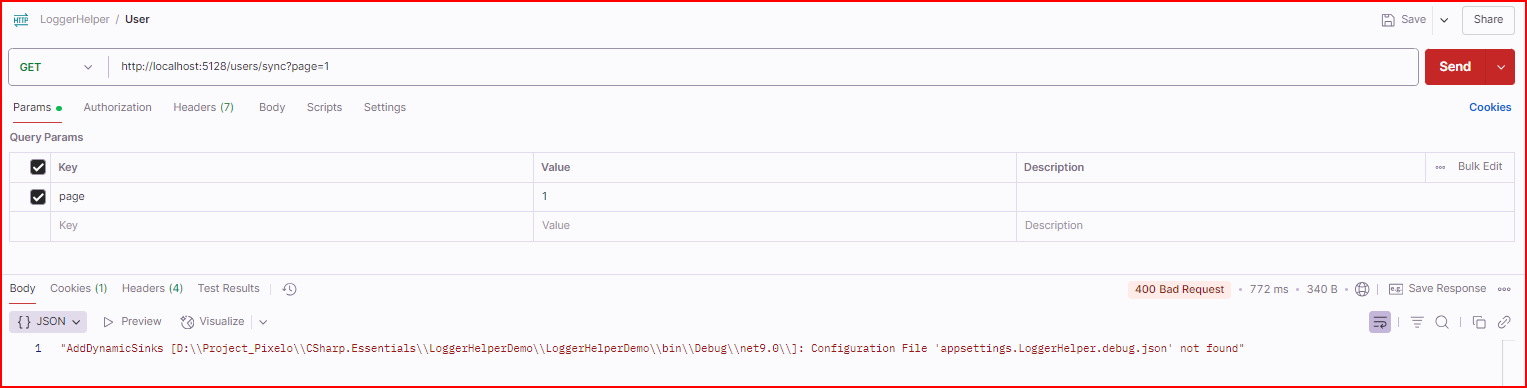 HTTP LoggerHelper / User Save Share
GET http://localhost:5128/users/sync?page=1 Send
Params Authorization Headers (7) Body Scripts Settings Cookies
Query Params
Key Value Description Bulk Edit
page 1
Key Value Description
Body Cookies (1) Headers (4) Test Results 400 Bad Request • 772 ms • 340 B e.g. Save Response
{} JSON Preview Visualize
1 "AddDynamicSinks [D:\\Project_Pixelo\\CSharp.Essentials\\LoggerHelperDemo\\LoggerHelperDemo\\bin\\Debug\\net9.0\\]: Configuration File 'appsettings.LoggerHelper.debug.json' not found"